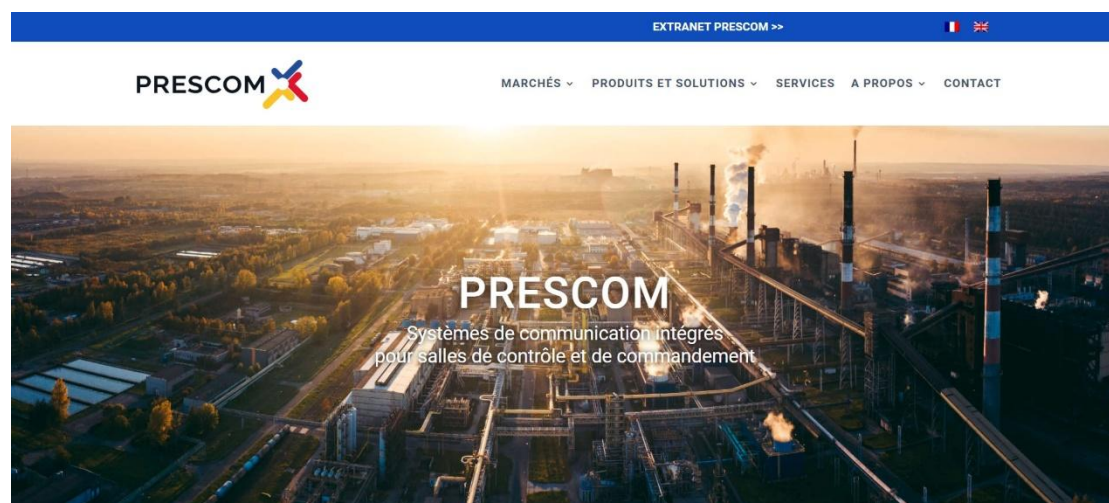 EXTRANET PRESCOM >>
PRESCOM
MARCHÉS PRODUITS ET SOLUTIONS SERVICES A PROPOS CONTACT
PRESCOM
Systèmes de communication intégrés
pour salles de contrôle et de commandement